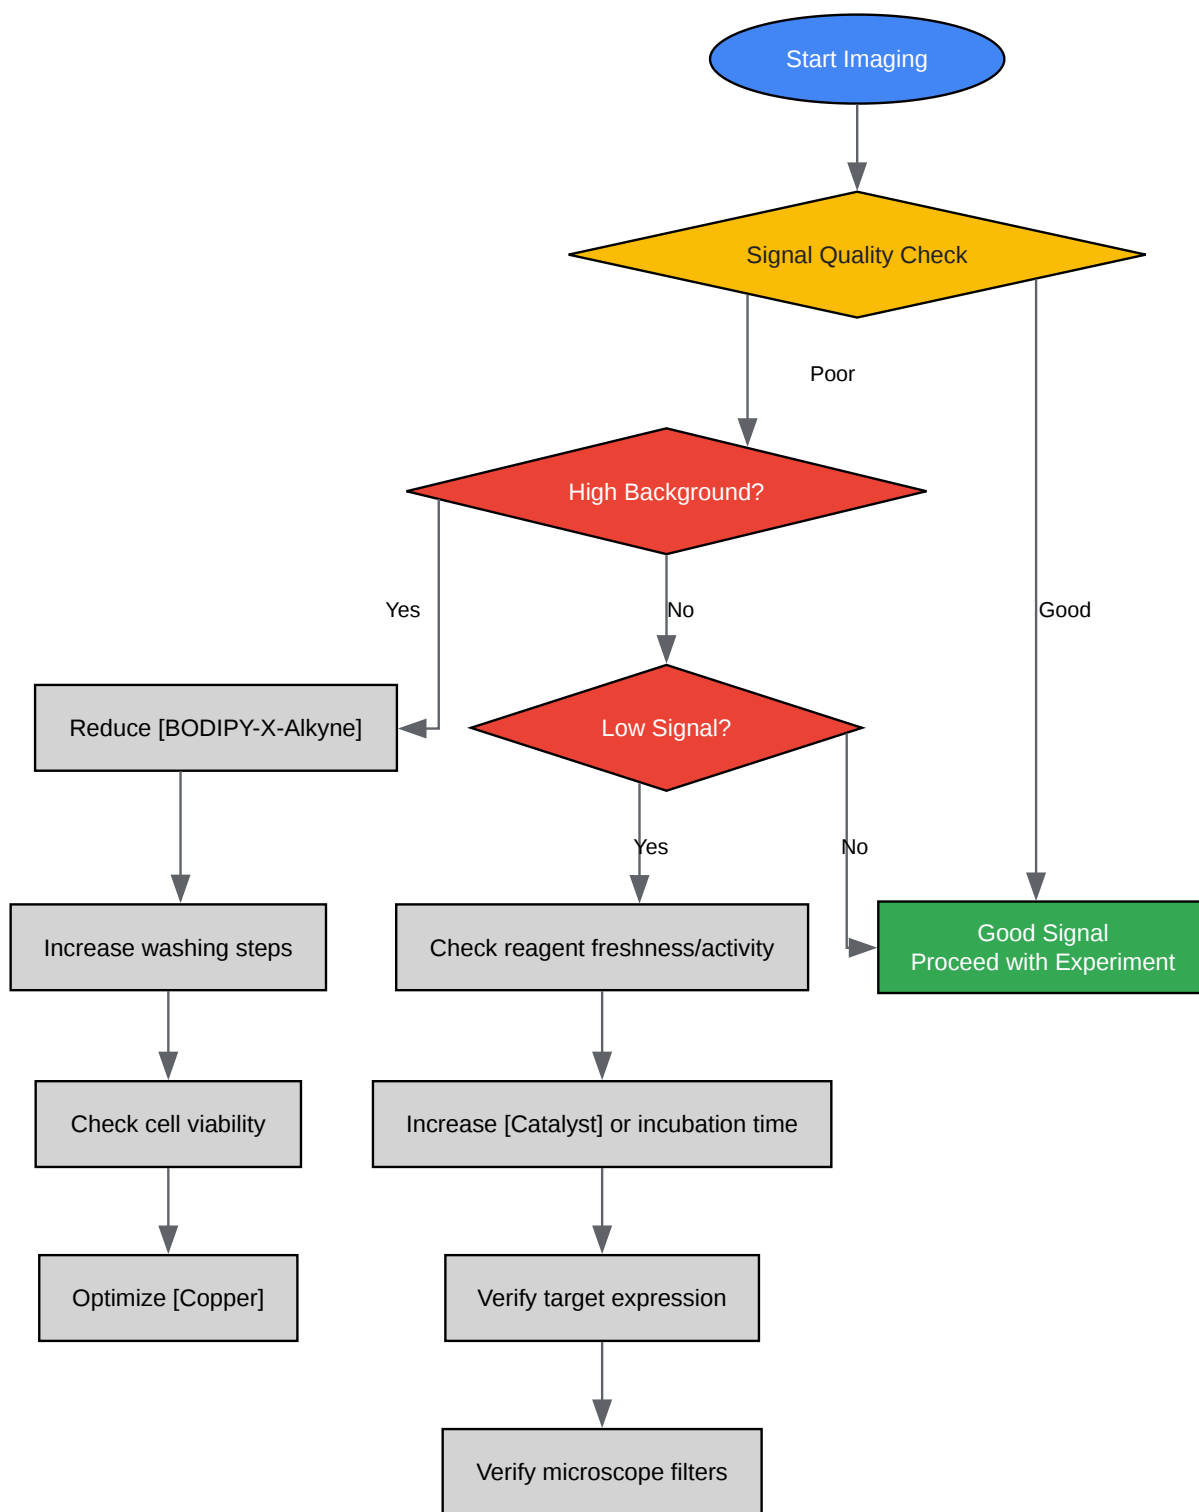 Start Imaging
Signal Quality Check
Poor
High Background?
Yes
No
Good
Reduce [BODIPY-X-Alkyne]
Low Signal?
Yes
No
Increase washing steps
Check reagent freshness/activity
Good Signal
Proceed with Experiment
Check cell viability
Increase [Catalyst] or incubation time
Optimize [Copper]
Verify target expression
Verify microscope filters